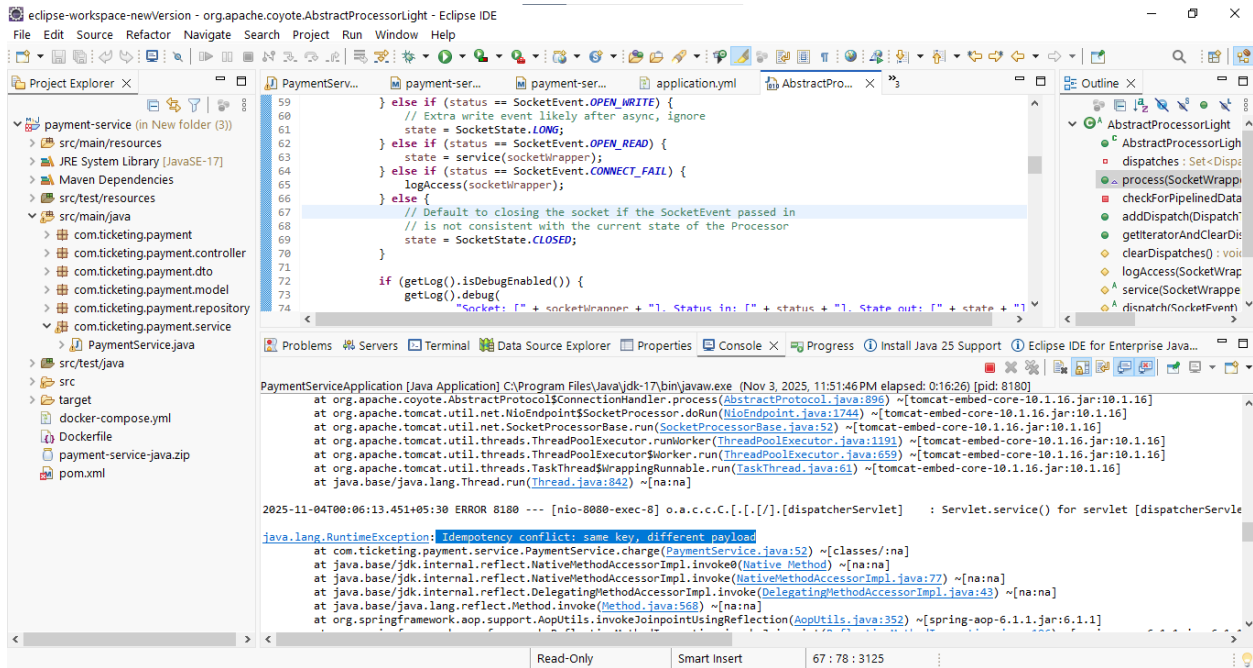 eclipse-workspace-newVersion - org.apache.coyote.AbstractProcessorLight - Eclipse IDE
File Edit Source Refactor Navigate Search Project Run Window Help
Project Explorer
payment-service (in New folder (3))
src/main/resources
JRE System Library [JavaSE-17]
Maven Dependencies
src/test/resources
src/main/java
com.ticketing.payment
com.ticketing.payment.controller
com.ticketing.payment.dto
com.ticketing.payment.model
com.ticketing.payment.repository
com.ticketing.payment.service
PaymentService.java
src/test/java
src
target
docker-compose.yml
Dockerfile
payment-service-java.zip
pom.xml
PaymentServ... payment-ser... payment-ser... application.yml AbstractPro... »3
59 } else if (status == SocketEvent.OPEN_WRITE) {
60 // Extra write event likely after async, ignore
61 state = SocketState.LONG;
62 } else if (status == SocketEvent.OPEN_READ) {
63 state = service(socketWrapper);
64 } else if (status == SocketEvent.CONNECT_FAIL) {
65 logAccess(socketWrapper);
66 } else {
67 // Default to closing the socket if the SocketEvent passed in
68 // is not consistent with the current state of the Processor
69 state = SocketState.CLOSED;
70 }
71
72 if (getLog().isDebugEnabled()) {
73 getLog().debug(
74 "Socket: [" + socketWrapper + "], Status in: [" + status + "], State out: [" + state + "]
Outline
AbstractProcessorLight
AbstractProcessorLigh
dispatches : Set<Dispa
process(SocketWrapp
checkForPipelinedData
addDispatch(Dispatch
getIteratorAndClearDis
clearDispatches() : voi
logAccess(SocketWrap
service(SocketWrappe
dispatch(SocketEvent)
Problems Servers Terminal Data Source Explorer Properties Console Progress Install Java 25 Support Eclipse IDE for Enterprise Java...
PaymentServiceApplication [Java Application] C:\Program Files\Java\jdk-17\bin\javaw.exe (Nov 3, 2025, 11:51:46 PM elapsed: 0:16:26) [pid: 8180]
at org.apache.coyote.AbstractProtocol$ConnectionHandler.process(AbstractProtocol.java:896) ~[tomcat-embed-core-10.1.16.jar:10.1.16]
at org.apache.tomcat.util.net.NioEndpoint$SocketProcessor.doRun(NioEndpoint.java:1744) ~[tomcat-embed-core-10.1.16.jar:10.1.16]
at org.apache.tomcat.util.net.SocketProcessorBase.run(SocketProcessorBase.java:52) ~[tomcat-embed-core-10.1.16.jar:10.1.16]
at org.apache.tomcat.util.threads.ThreadPoolExecutor.runWorker(ThreadPoolExecutor.java:1191) ~[tomcat-embed-core-10.1.16.jar:10.1.16]
at org.apache.tomcat.util.threads.ThreadPoolExecutor$Worker.run(ThreadPoolExecutor.java:659) ~[tomcat-embed-core-10.1.16.jar:10.1.16]
at org.apache.tomcat.util.threads.TaskThread$WrappingRunnable.run(TaskThread.java:61) ~[tomcat-embed-core-10.1.16.jar:10.1.16]
at java.base/java.lang.Thread.run(Thread.java:842) ~[na:na]
2025-11-04T00:06:13.451+05:30 ERROR 8180 --- [nio-8080-exec-8] o.a.c.c.C.[.[.[/].[dispatcherServlet] : Servlet.service() for servlet [dispatcherServle
java.lang.RuntimeException: Idempotency conflict: same key, different payload
at com.ticketing.payment.service.PaymentService.charge(PaymentService.java:52) ~[classes/:na]
at java.base/jdk.internal.reflect.NativeMethodAccessorImpl.invoke0(Native Method) ~[na:na]
at java.base/jdk.internal.reflect.NativeMethodAccessorImpl.invoke(NativeMethodAccessorImpl.java:77) ~[na:na]
at java.base/jdk.internal.reflect.DelegatingMethodAccessorImpl.invoke(DelegatingMethodAccessorImpl.java:43) ~[na:na]
at java.base/java.lang.reflect.Method.invoke(Method.java:568) ~[na:na]
at org.springframework.aop.support.AopUtils.invokeJoinpointUsingReflection(AopUtils.java:352) ~[spring-aop-6.1.1.jar:6.1.1]
Read-Only Smart Insert 67 : 78 : 3125